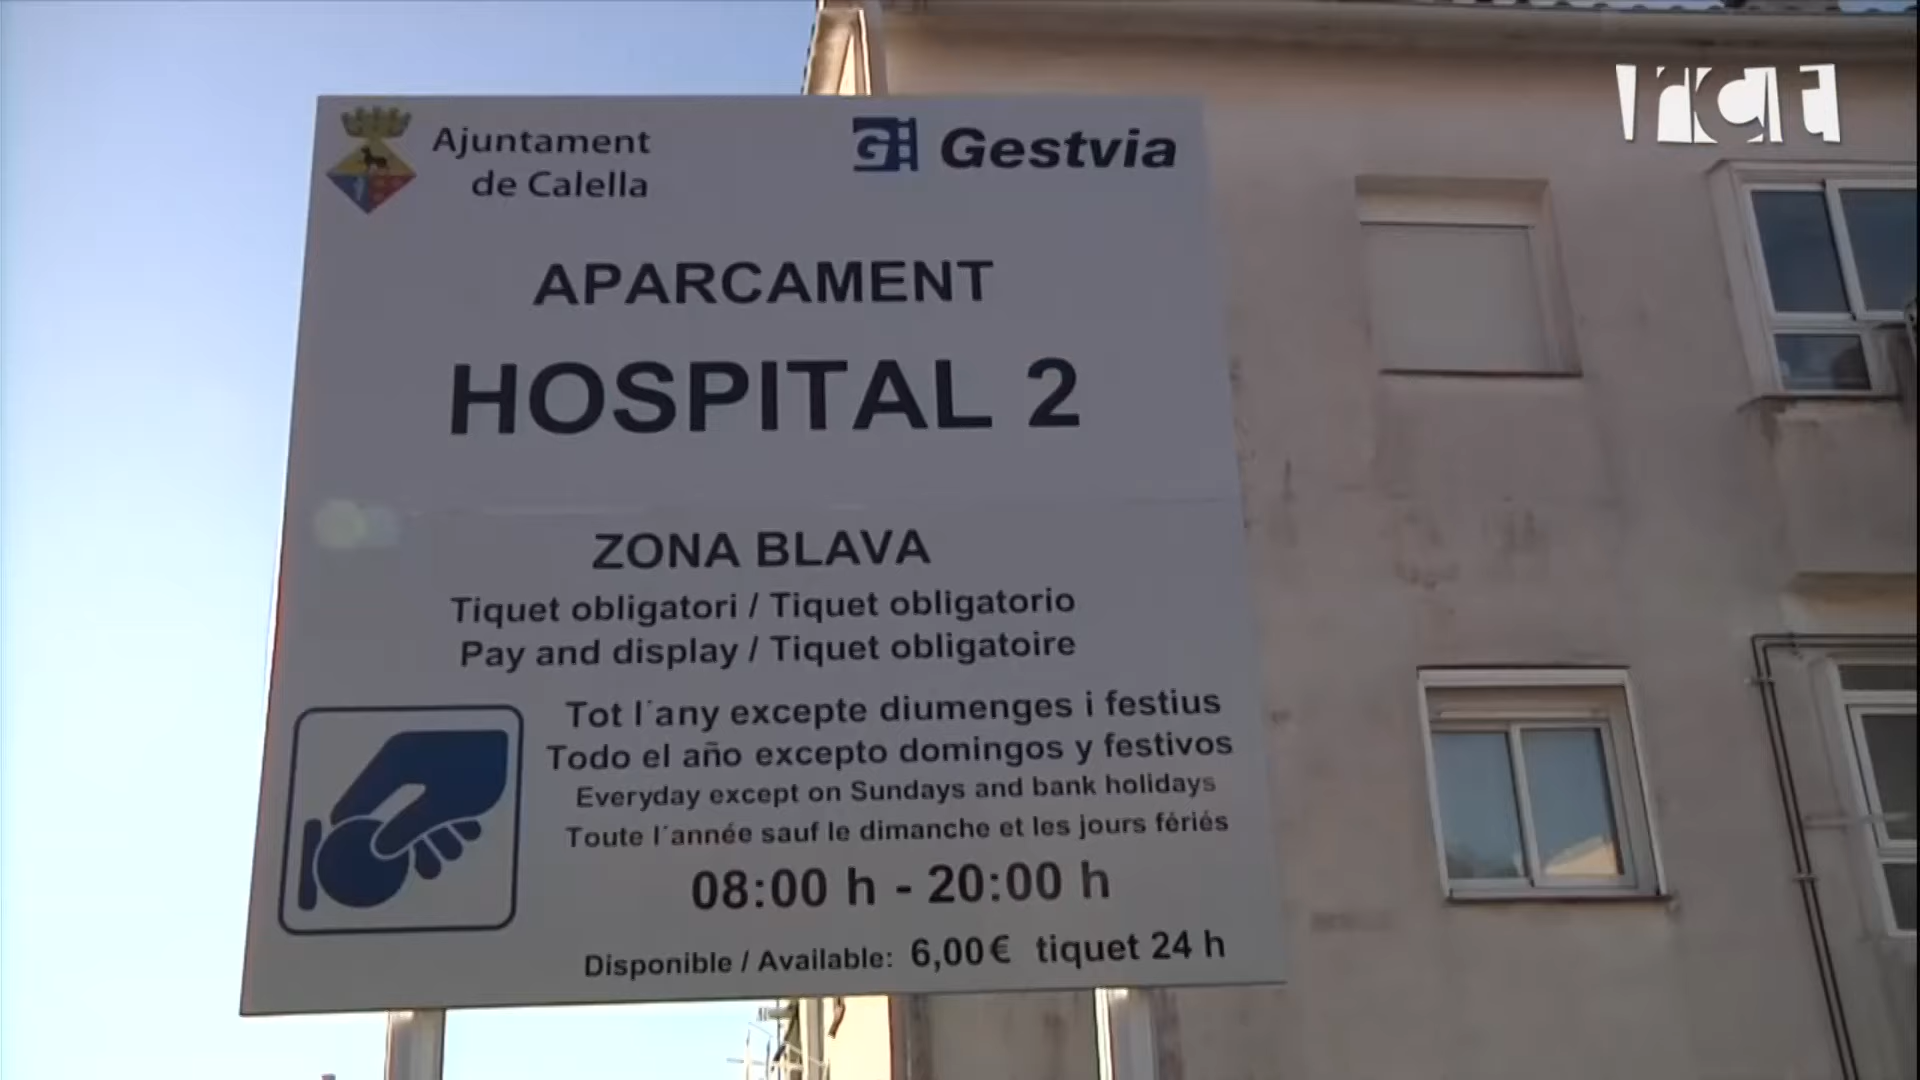 rcT
Ajuntament
de Calella
G Gestvia
APARCAMENT
HOSPITAL 2
ZONA BLAVA
Tiquet obligatori / Tiquet obligatorio
Pay and display / Tiquet obligatoire
Tot l´any excepte diumenges i festius
Todo el año excepto domingos y festivos
Everyday except on Sundays and bank holidays
Toute l´année sauf le dimanche et les jours fériés
08:00 h - 20:00 h
Disponible / Available: 6,00€ tiquet 24 h